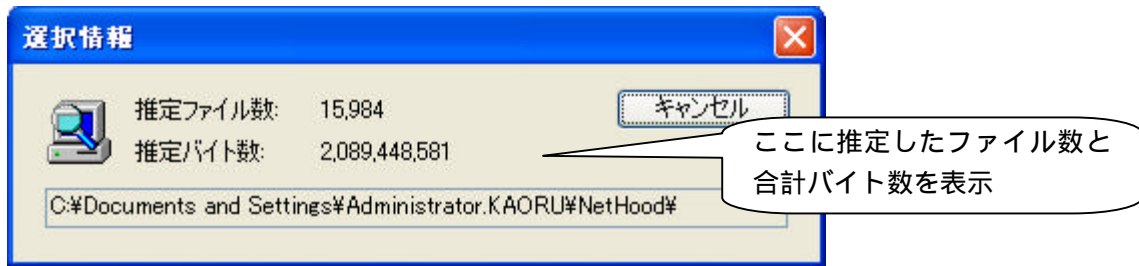 選択情報
推定ファイル数: 15,984
キャンセル
推定バイト数: 2,089,448,581
ここに推定したファイル数と
合計バイト数を表示
C:¥Documents and Settings¥Administrator.KAORU¥NetHood¥